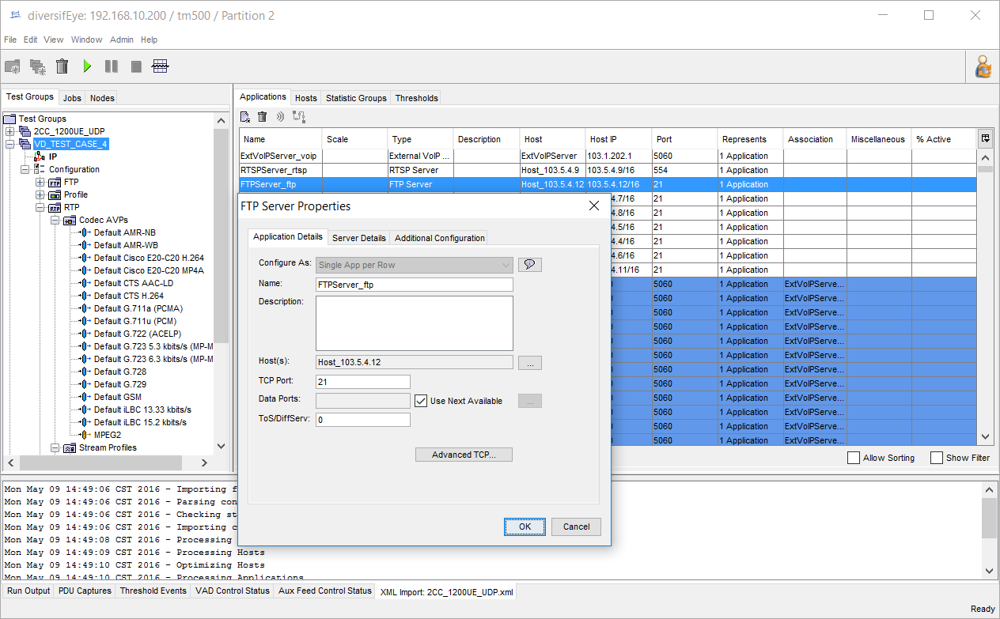 diversifEye: 192.168.10.200 / tm500 / Partition 2
File Edit View Window Admin Help
Test Groups Jobs Nodes
Test Groups
2CC_1200UE_UDP
VD_TEST_CASE_4
IP
Configuration
FTP
Profile
RTP
Codec AVPs
Default AMR-NB
Default AMR-WB
Default Cisco E20-C20 H.264
Default Cisco E20-C20 MP4A
Default CTS AAC-LD
Default CTS H.264
Default G.711a (PCMA)
Default G.711u (PCM)
Default G.722 (ACELP)
Default G.723 5.3 kbits/s (MP-M
Default G.723 6.3 kbits/s (MP-M
Default G.728
Default G.729
Default GSM
Default iLBC 13.33 kbits/s
Default iLBC 15.2 kbits/s
MPEG2
Stream Profiles
Applications Hosts Statistic Groups Thresholds
Name Scale Type Description Host Host IP Port Represents Association Miscellaneous % Active
ExtVoIPServer_voip External VoIP ... ExtVoIPServer 103.1.202.1 5060 1 Application
RTSPServer_rtsp RTSP Server Host_103.5.4.9 103.5.4.9/16 554 1 Application
FTPServer_ftp FTP Server Host_103.5.4.12 103.5.4.12/16 21 1 Application
.4.7/16 21 1 Application
.4.8/16 21 1 Application
.4.5/16 21 1 Application
.4.4/16 21 1 Application
.4.6/16 21 1 Application
4.11/16 21 1 Application
5060 1 Application ExtVoIPServe...
5060 1 Application ExtVoIPServe...
5060 1 Application ExtVoIPServe...
5060 1 Application ExtVoIPServe...
5060 1 Application ExtVoIPServe...
5060 1 Application ExtVoIPServe...
5060 1 Application ExtVoIPServe...
5060 1 Application ExtVoIPServe...
5060 1 Application ExtVoIPServe...
5060 1 Application ExtVoIPServe...
5060 1 Application ExtVoIPServe...
5060 1 Application ExtVoIPServe...
Allow Sorting Show Filter
FTP Server Properties
Application Details Server Details Additional Configuration
Configure As: Single App per Row
Name: FTPServer_ftp
Description:
Host(s): Host_103.5.4.12 ...
TCP Port: 21
Data Ports: Use Next Available ...
ToS/DiffServ: 0
Advanced TCP...
OK Cancel
Mon May 09 14:49:06 CST 2016 - Importing f
Mon May 09 14:49:06 CST 2016 - Parsing con
Mon May 09 14:49:06 CST 2016 - Checking st
Mon May 09 14:49:06 CST 2016 - Importing c
Mon May 09 14:49:08 CST 2016 - Processing
Mon May 09 14:49:09 CST 2016 - Processing Hosts
Mon May 09 14:49:10 CST 2016 - Optimizing Hosts
Mon May 09 14:49:10 CST 2016 - Processing Applications
Run Output PDU Captures Threshold Events VAD Control Status Aux Feed Control Status XML Import: 2CC_1200UE_UDP.xml
Ready